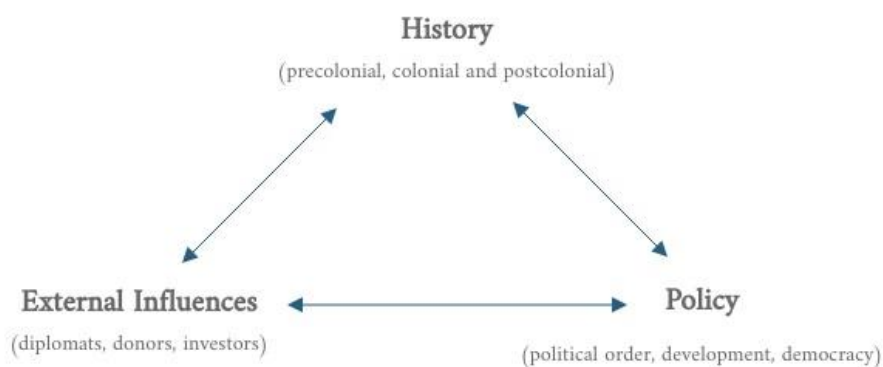 History
(precolonial, colonial and postcolonial)
External Influences
(diplomats, donors, investors)
Policy
(political order, development, democracy)